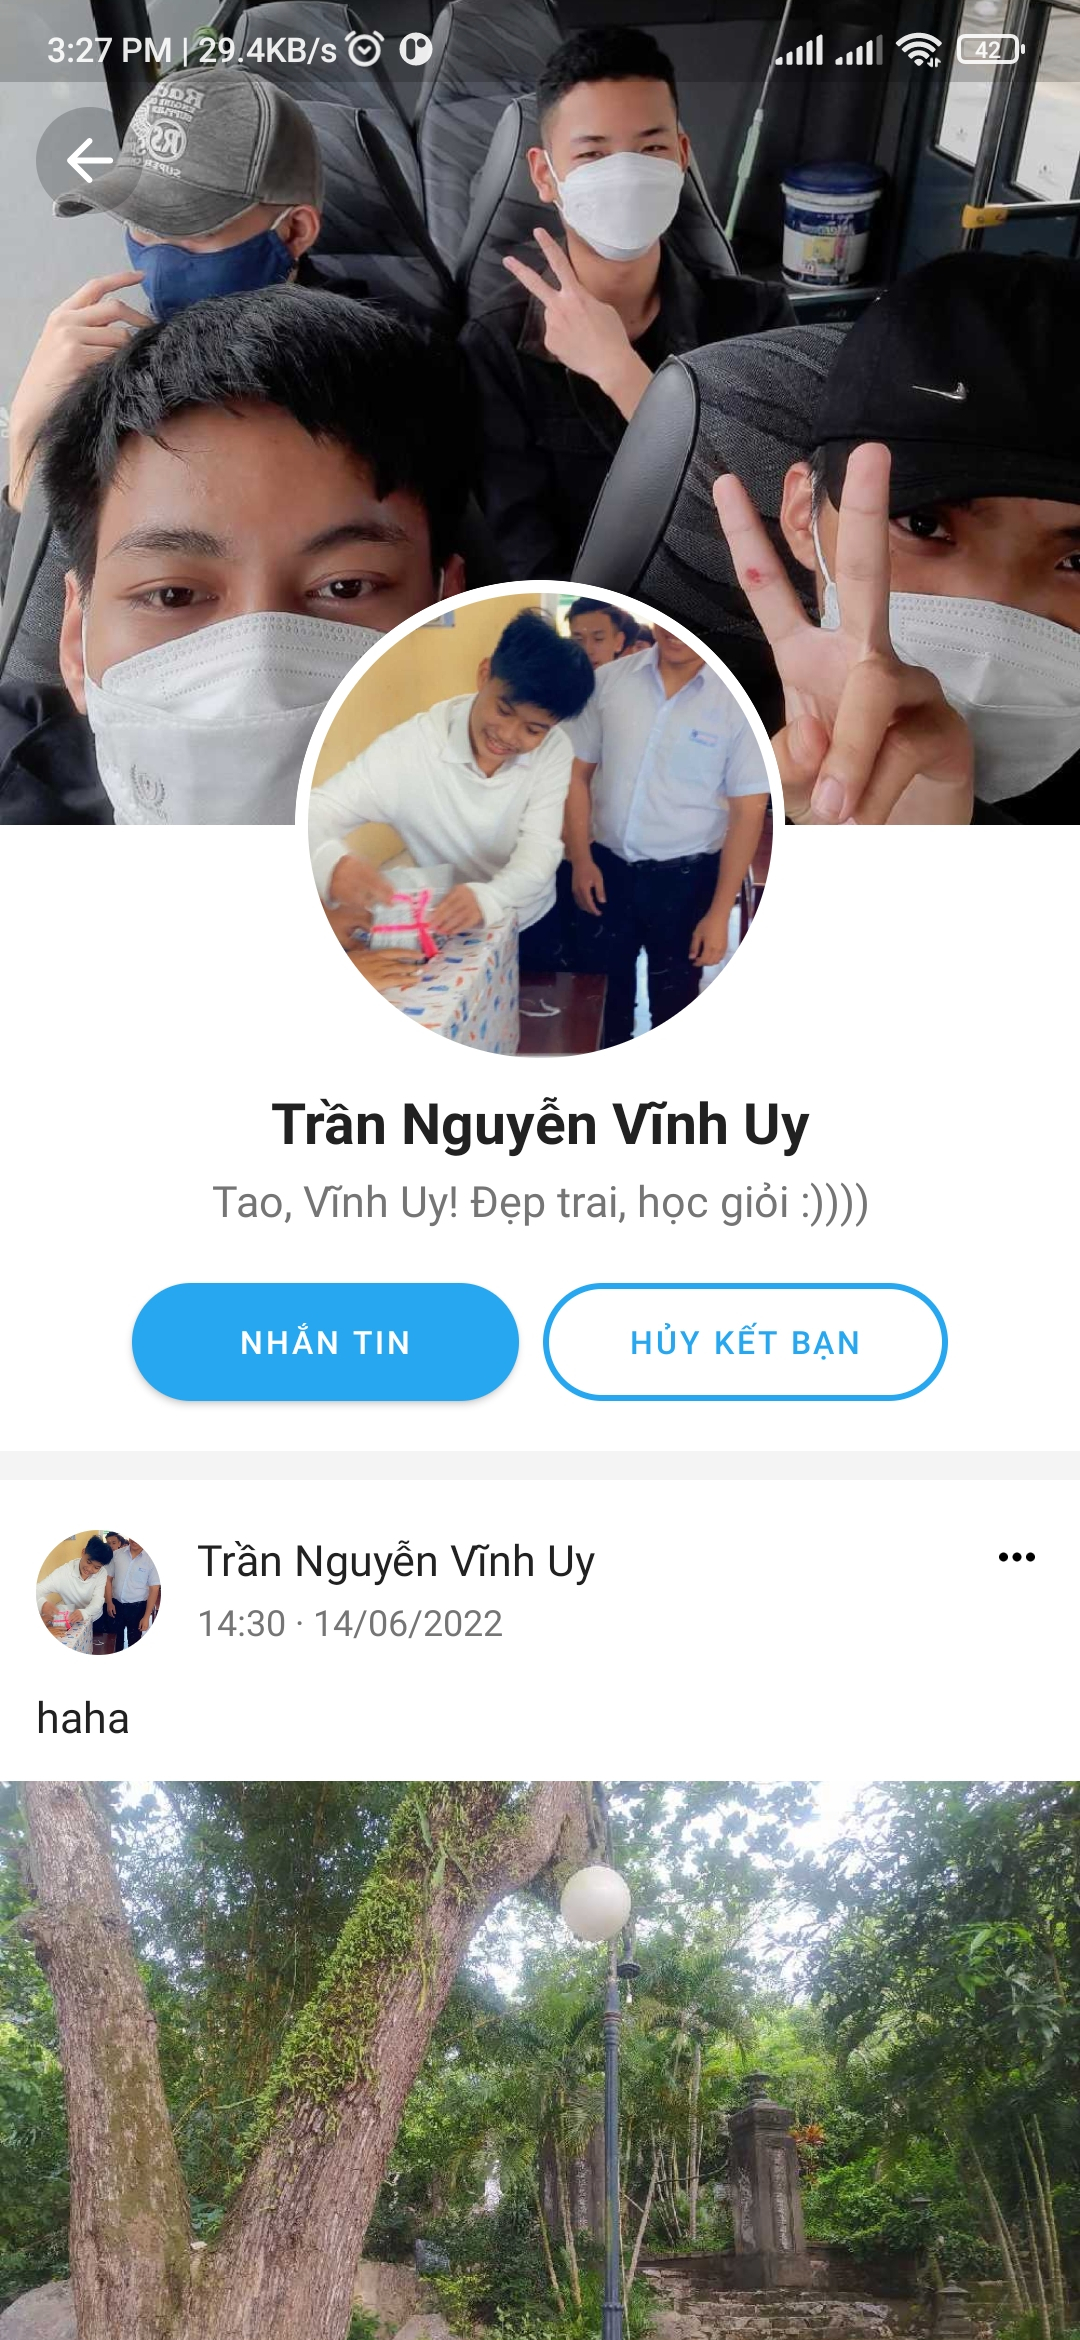 3:27 PM | 29.4KB/s
42
RS
Trần Nguyễn Vĩnh Uy
Tao, Vĩnh Uy! Đẹp trai, học giỏi :))))
NHẮN TIN
HỦY KẾT BẠN
Trần Nguyễn Vĩnh Uy
14:30 · 14/06/2022
haha